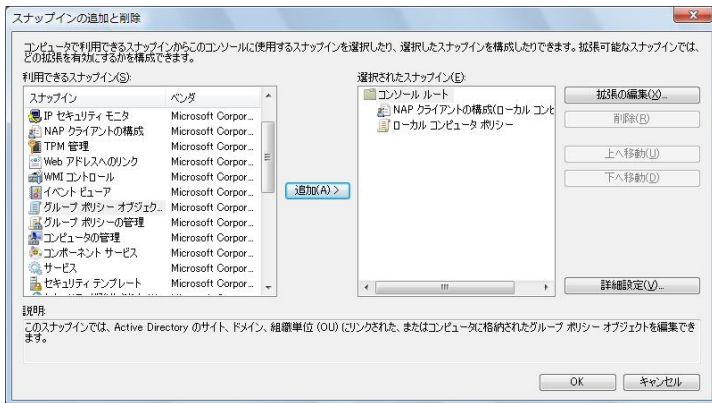 スナップインの追加と削除
コンピュータで利用できるスナップインからこのコンソールに使用するスナップインを選択したり、選択したスナップインを構成したりできます。拡張可能なスナップインでは、
どの拡張を有効にするかを構成できます。
利用できるスナップイン(S):
スナップイン ベンダ
IP セキュリティ モニタ Microsoft Corpor...
NAP クライアントの構成 Microsoft Corpor...
TPM 管理 Microsoft Corpor...
Web アドレスへのリンク Microsoft Corpor...
WMI コントロール Microsoft Corpor...
イベント ビューア Microsoft Corpor...
グループ ポリシー オブジェク... Microsoft Corpor...
グループ ポリシーの管理 Microsoft Corpor...
コンピュータの管理 Microsoft Corpor...
コンポーネント サービス Microsoft Corpor...
サービス Microsoft Corpor...
セキュリティ テンプレート Microsoft Corpor...
追加(A) >
選択されたスナップイン(E):
コンソール ルート
NAP クライアントの構成(ローカル コンピ
ローカル コンピュータ ポリシー
拡張の編集(X)...
削除(R)
上へ移動(U)
下へ移動(D)
詳細設定(V)...
説明:
このスナップインでは、Active Directory のサイト、ドメイン、組織単位 (OU) にリンクされた、またはコンピュータに格納されたグループ ポリシー オブジェクトを編集でき
ます。
OK
キャンセル